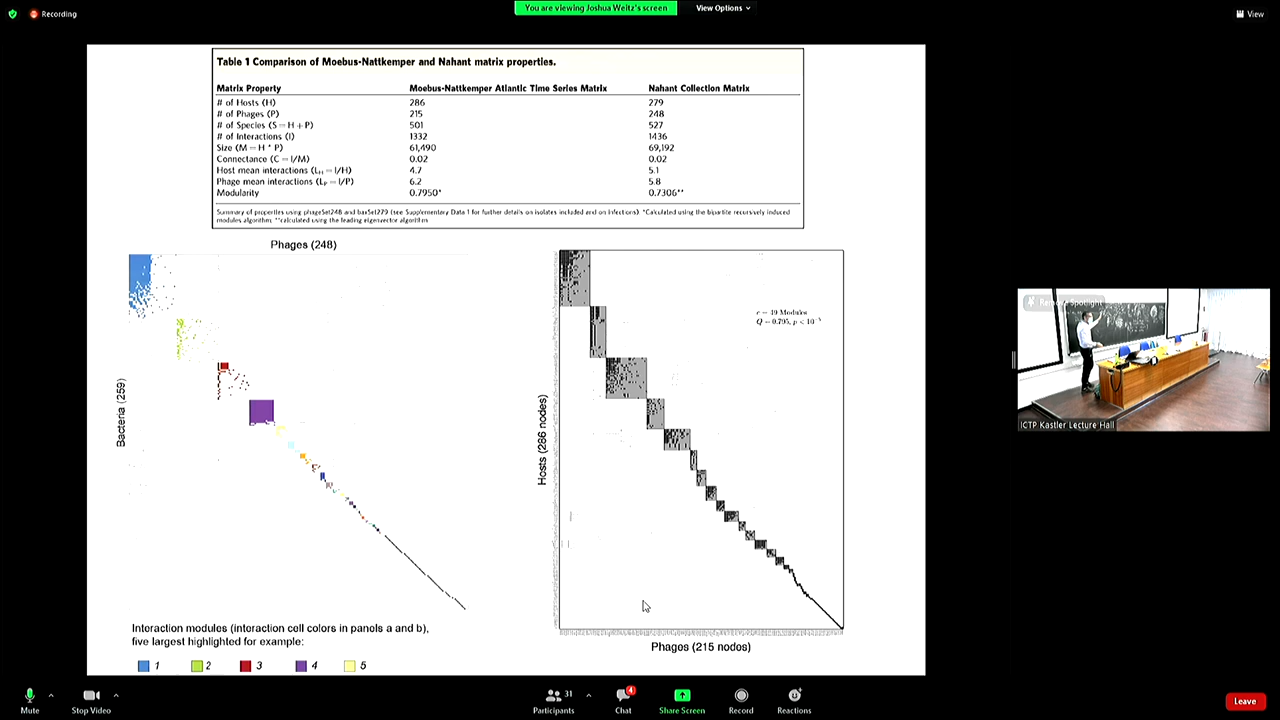 Recording
You are viewing Joshua Weitz's screen
View Options
View
Table 1 Comparison of Moebus-Nattkemper and Nahant matrix properties.
Matrix Property Moebus-Nattkemper Atlantic Time Series Matrix Nahant Collection Matrix
# of Hosts (H) 286 279
# of Phages (P) 215 248
# of Species (S = H + P) 501 527
# of Interactions (I) 1332 1436
Size (M = H * P) 61,490 69,192
Connectance (C = I/M) 0.02 0.02
Host mean interactions (LH = I/H) 4.7 5.1
Phage mean interactions (LP = I/P) 6.2 5.8
Modularity 0.7950* 0.7306**
Summary of properties using phageSet248 and bacSet279 (see Supplementary Data 1 for further details on isolates included and on infections). *Calculated using the bipartite recursively induced
modules algorithm; **calculated using the leading eigenvector algorithm
Phages (248)
Bacteria (259)
c = 19 Modules
Q = 0.795, p < 10
Hosts (286 nodes)
Phages (215 nodes)
Interaction modules (interaction cell colors in panels a and b),
five largest highlighted for example:
1 2 3 4 5
ICTP Kastler Lecture Hall
Mute
Stop Video
31
Participants
4
Chat
Share Screen
Record
Reactions
Leave